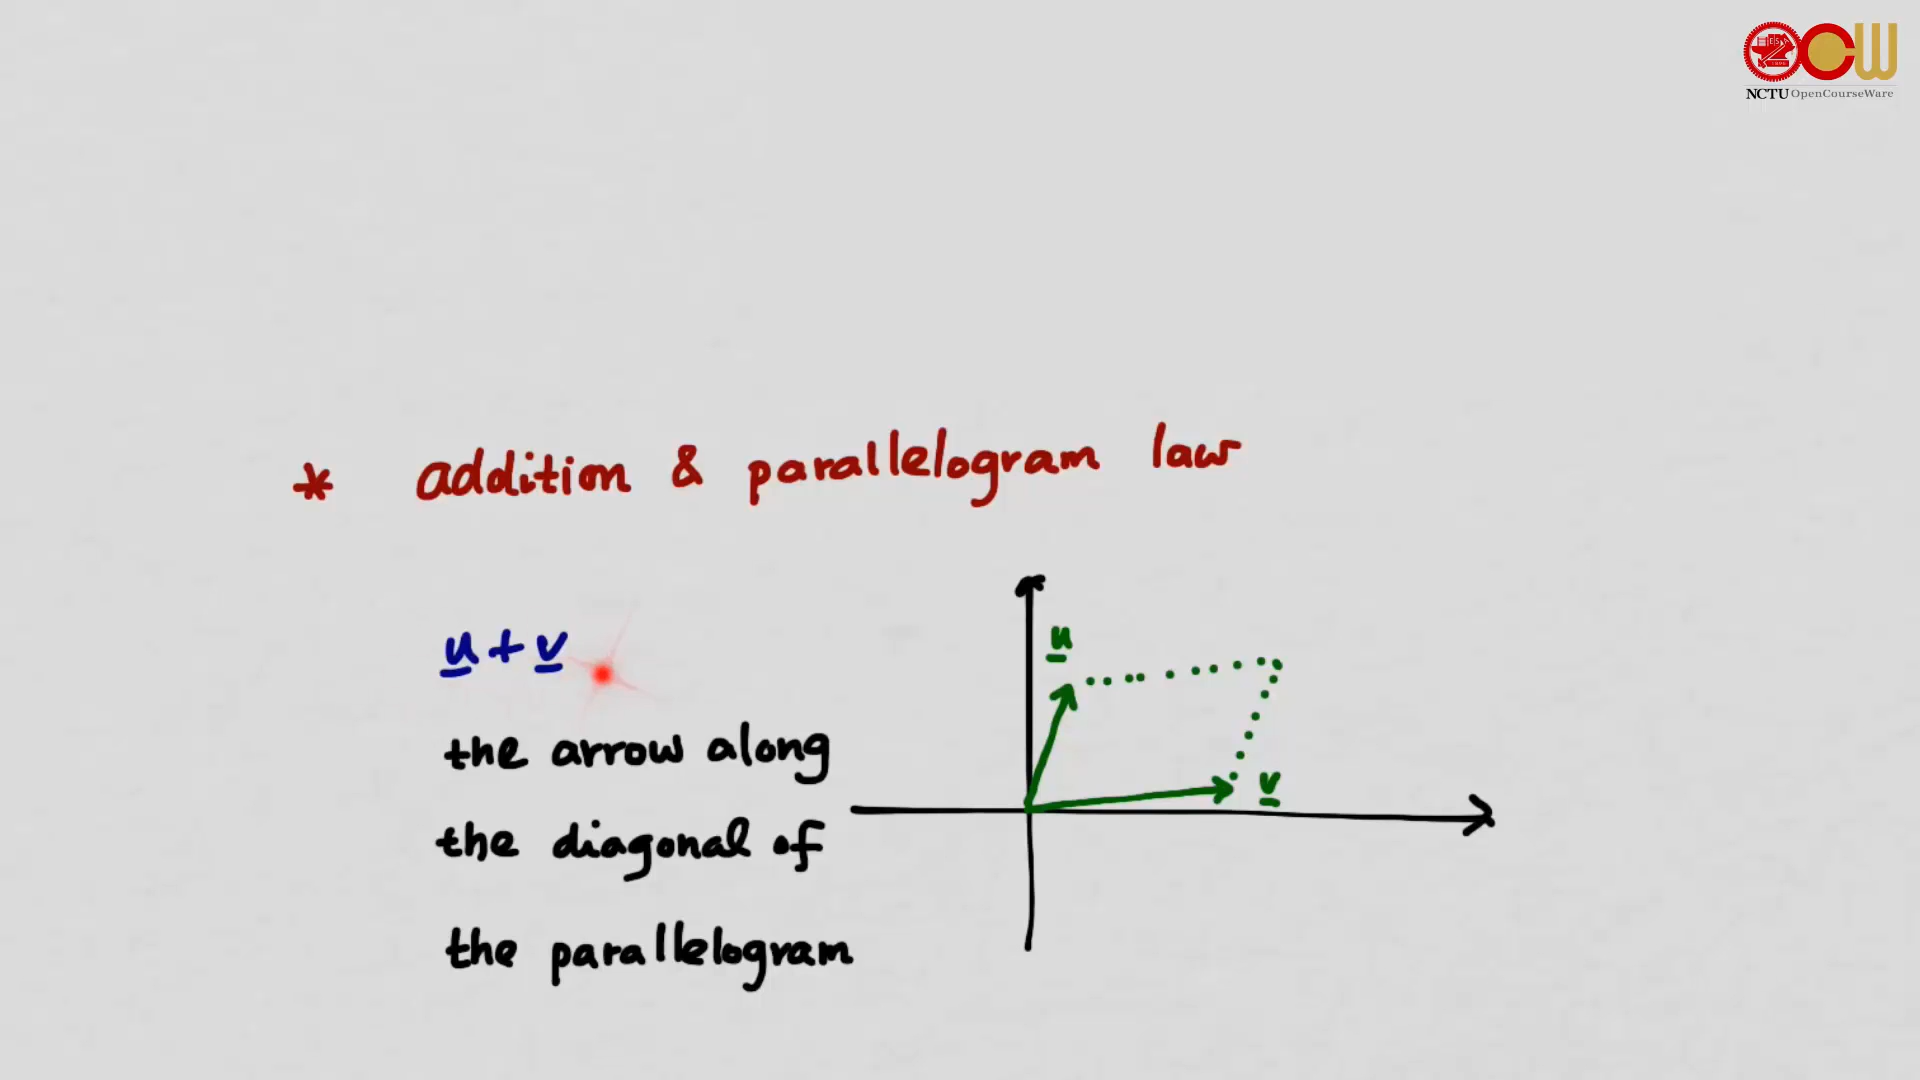 NCTU OpenCourseWare
* addition & parallelogram law
u + v
the arrow along
the diagonal of
the parallelogram
u
v